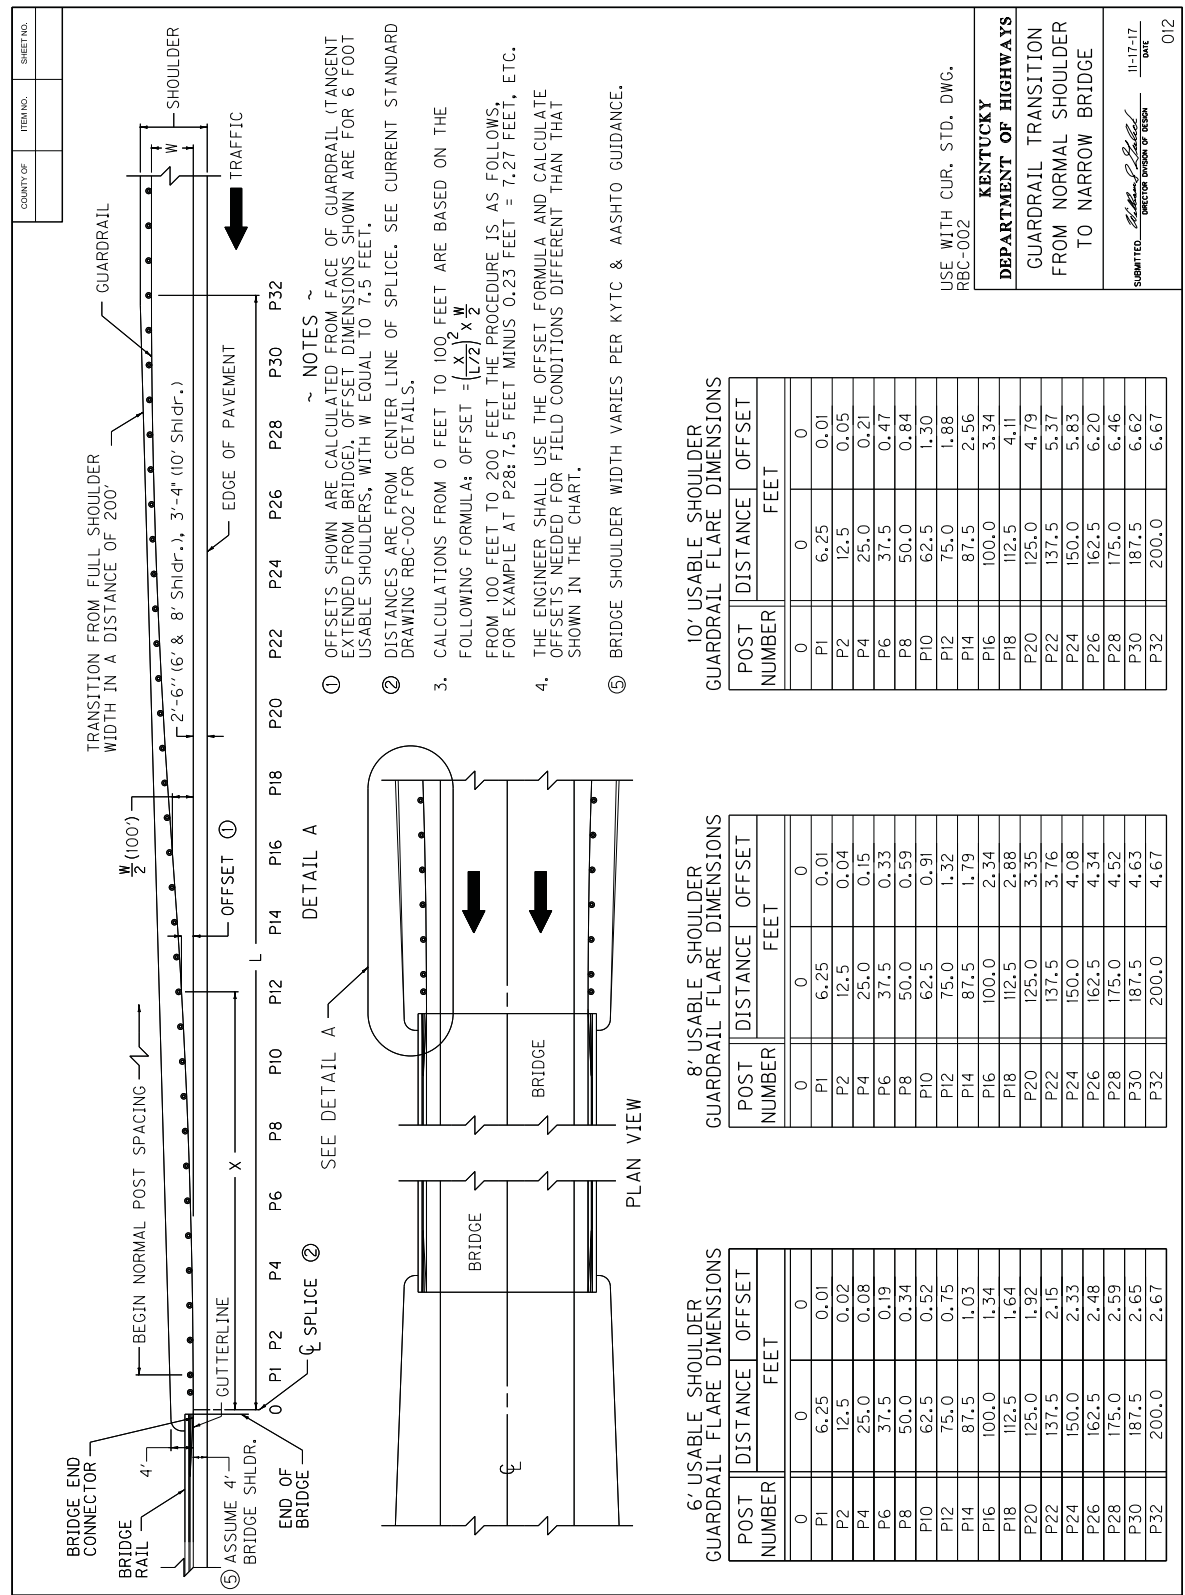 COUNTY OF
ITEM NO.
SHEET NO.
TRANSITION FROM FULL SHOULDER
WIDTH IN A DISTANCE OF 200'
GUARDRAIL
SHOULDER
W
TRAFFIC
BEGIN NORMAL POST SPACING
W/2 (100')
2'-6" (6' & 8' Shldr.), 3'-4" (10' Shldr.)
EDGE OF PAVEMENT
OFFSET ①
BRIDGE END
CONNECTOR
BRIDGE
RAIL
4'
⑤ ASSUME 4'
BRIDGE SHLDR.
GUTTERLINE
END OF
BRIDGE
X
L
0 P1 P2 P4 P6 P8 P10 P12 P14 P16 P18 P20 P22 P24 P26 P28 P30 P32
℄ SPLICE ②
DETAIL A
SEE DETAIL A
BRIDGE
BRIDGE
℄
PLAN VIEW
~ NOTES ~
① OFFSETS SHOWN ARE CALCULATED FROM FACE OF GUARDRAIL (TANGENT
EXTENDED FROM BRIDGE). OFFSET DIMENSIONS SHOWN ARE FOR 6 FOOT
USABLE SHOULDERS, WITH W EQUAL TO 7.5 FEET.
② DISTANCES ARE FROM CENTER LINE OF SPLICE. SEE CURRENT STANDARD
DRAWING RBC-002 FOR DETAILS.
3. CALCULATIONS FROM 0 FEET TO 100 FEET ARE BASED ON THE
FOLLOWING FORMULA: OFFSET = (X / L/2)² X W/2
FROM 100 FEET TO 200 FEET THE PROCEDURE IS AS FOLLOWS,
FOR EXAMPLE AT P28: 7.5 FEET MINUS 0.23 FEET = 7.27 FEET, ETC.
4. THE ENGINEER SHALL USE THE OFFSET FORMULA AND CALCULATE
OFFSETS NEEDED FOR FIELD CONDITIONS DIFFERENT THAN THAT
SHOWN IN THE CHART.
⑤ BRIDGE SHOULDER WIDTH VARIES PER KYTC & AASHTO GUIDANCE.
6' USABLE SHOULDER
GUARDRAIL FLARE DIMENSIONS
POST NUMBER DISTANCE OFFSET
FEET
0 0 0
P1 6.25 0.01
P2 12.5 0.02
P4 25.0 0.08
P6 37.5 0.19
P8 50.0 0.34
P10 62.5 0.52
P12 75.0 0.75
P14 87.5 1.03
P16 100.0 1.34
P18 112.5 1.64
P20 125.0 1.92
P22 137.5 2.15
P24 150.0 2.33
P26 162.5 2.48
P28 175.0 2.59
P30 187.5 2.65
P32 200.0 2.67
8' USABLE SHOULDER
GUARDRAIL FLARE DIMENSIONS
POST NUMBER DISTANCE OFFSET
FEET
0 0 0
P1 6.25 0.01
P2 12.5 0.04
P4 25.0 0.15
P6 37.5 0.33
P8 50.0 0.59
P10 62.5 0.91
P12 75.0 1.32
P14 87.5 1.79
P16 100.0 2.34
P18 112.5 2.88
P20 125.0 3.35
P22 137.5 3.76
P24 150.0 4.08
P26 162.5 4.34
P28 175.0 4.52
P30 187.5 4.63
P32 200.0 4.67
10' USABLE SHOULDER
GUARDRAIL FLARE DIMENSIONS
POST NUMBER DISTANCE OFFSET
FEET
0 0 0
P1 6.25 0.01
P2 12.5 0.05
P4 25.0 0.21
P6 37.5 0.47
P8 50.0 0.84
P10 62.5 1.30
P12 75.0 1.88
P14 87.5 2.56
P16 100.0 3.34
P18 112.5 4.11
P20 125.0 4.79
P22 137.5 5.37
P24 150.0 5.83
P26 162.5 6.20
P28 175.0 6.46
P30 187.5 6.62
P32 200.0 6.67
USE WITH CUR. STD. DWG.
RBC-002
KENTUCKY
DEPARTMENT OF HIGHWAYS
GUARDRAIL TRANSITION
FROM NORMAL SHOULDER
TO NARROW BRIDGE
SUBMITTED 11-17-17
DIRECTOR DIVISION OF DESIGN DATE
012